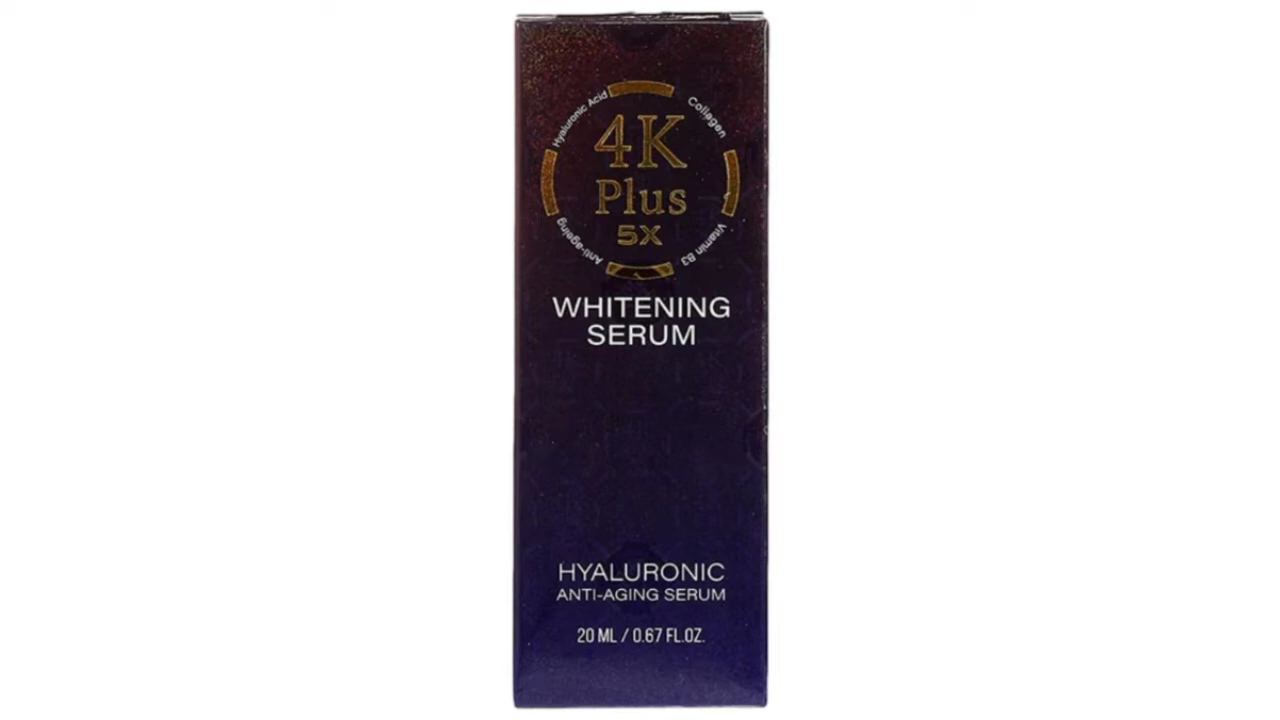 Hyaluronic Acid
Collagen
4K
Plus
5X
Anti-ageing
Vitamin B3
WHITENING
SERUM
HYALURONIC
ANTI-AGING SERUM
20 ML / 0.67 FL.OZ.